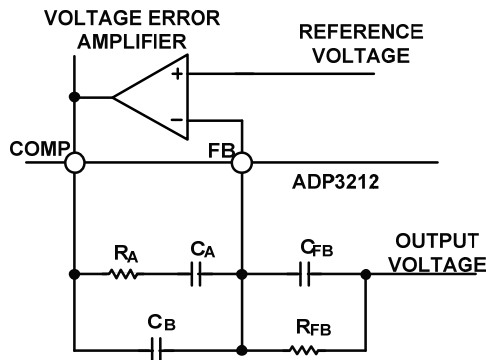 VOLTAGE ERROR
AMPLIFIER
REFERENCE
VOLTAGE
+
−
COMP
FB
ADP3212
RA
CA
CFB
OUTPUT
VOLTAGE
CB
RFB